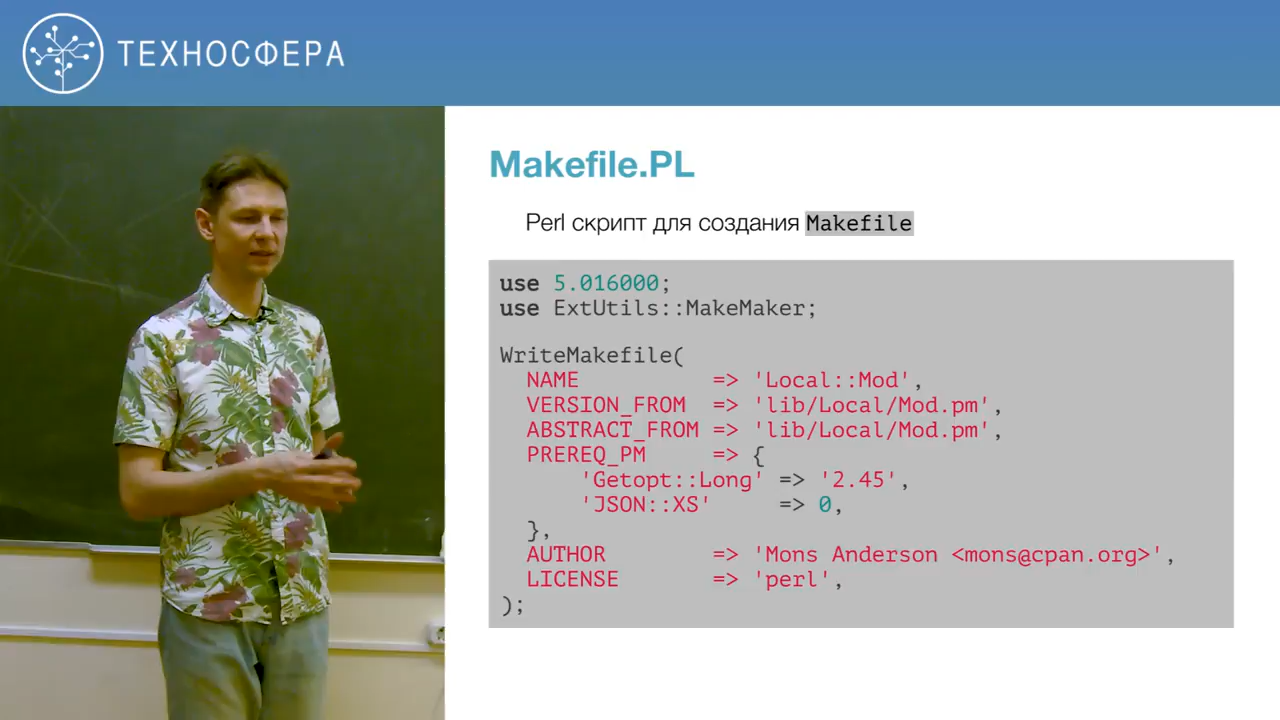 ТЕХНОСФЕРА
Makefile.PL
Perl скрипт для создания Makefile
use 5.016000;
use ExtUtils::MakeMaker;
WriteMakefile(
  NAME          => 'Local::Mod',
  VERSION_FROM  => 'lib/Local/Mod.pm',
  ABSTRACT_FROM => 'lib/Local/Mod.pm',
  PREREQ_PM     => {
      'Getopt::Long' => '2.45',
      'JSON::XS'     => 0,
  },
  AUTHOR        => 'Mons Anderson <mons@cpan.org>',
  LICENSE       => 'perl',
);